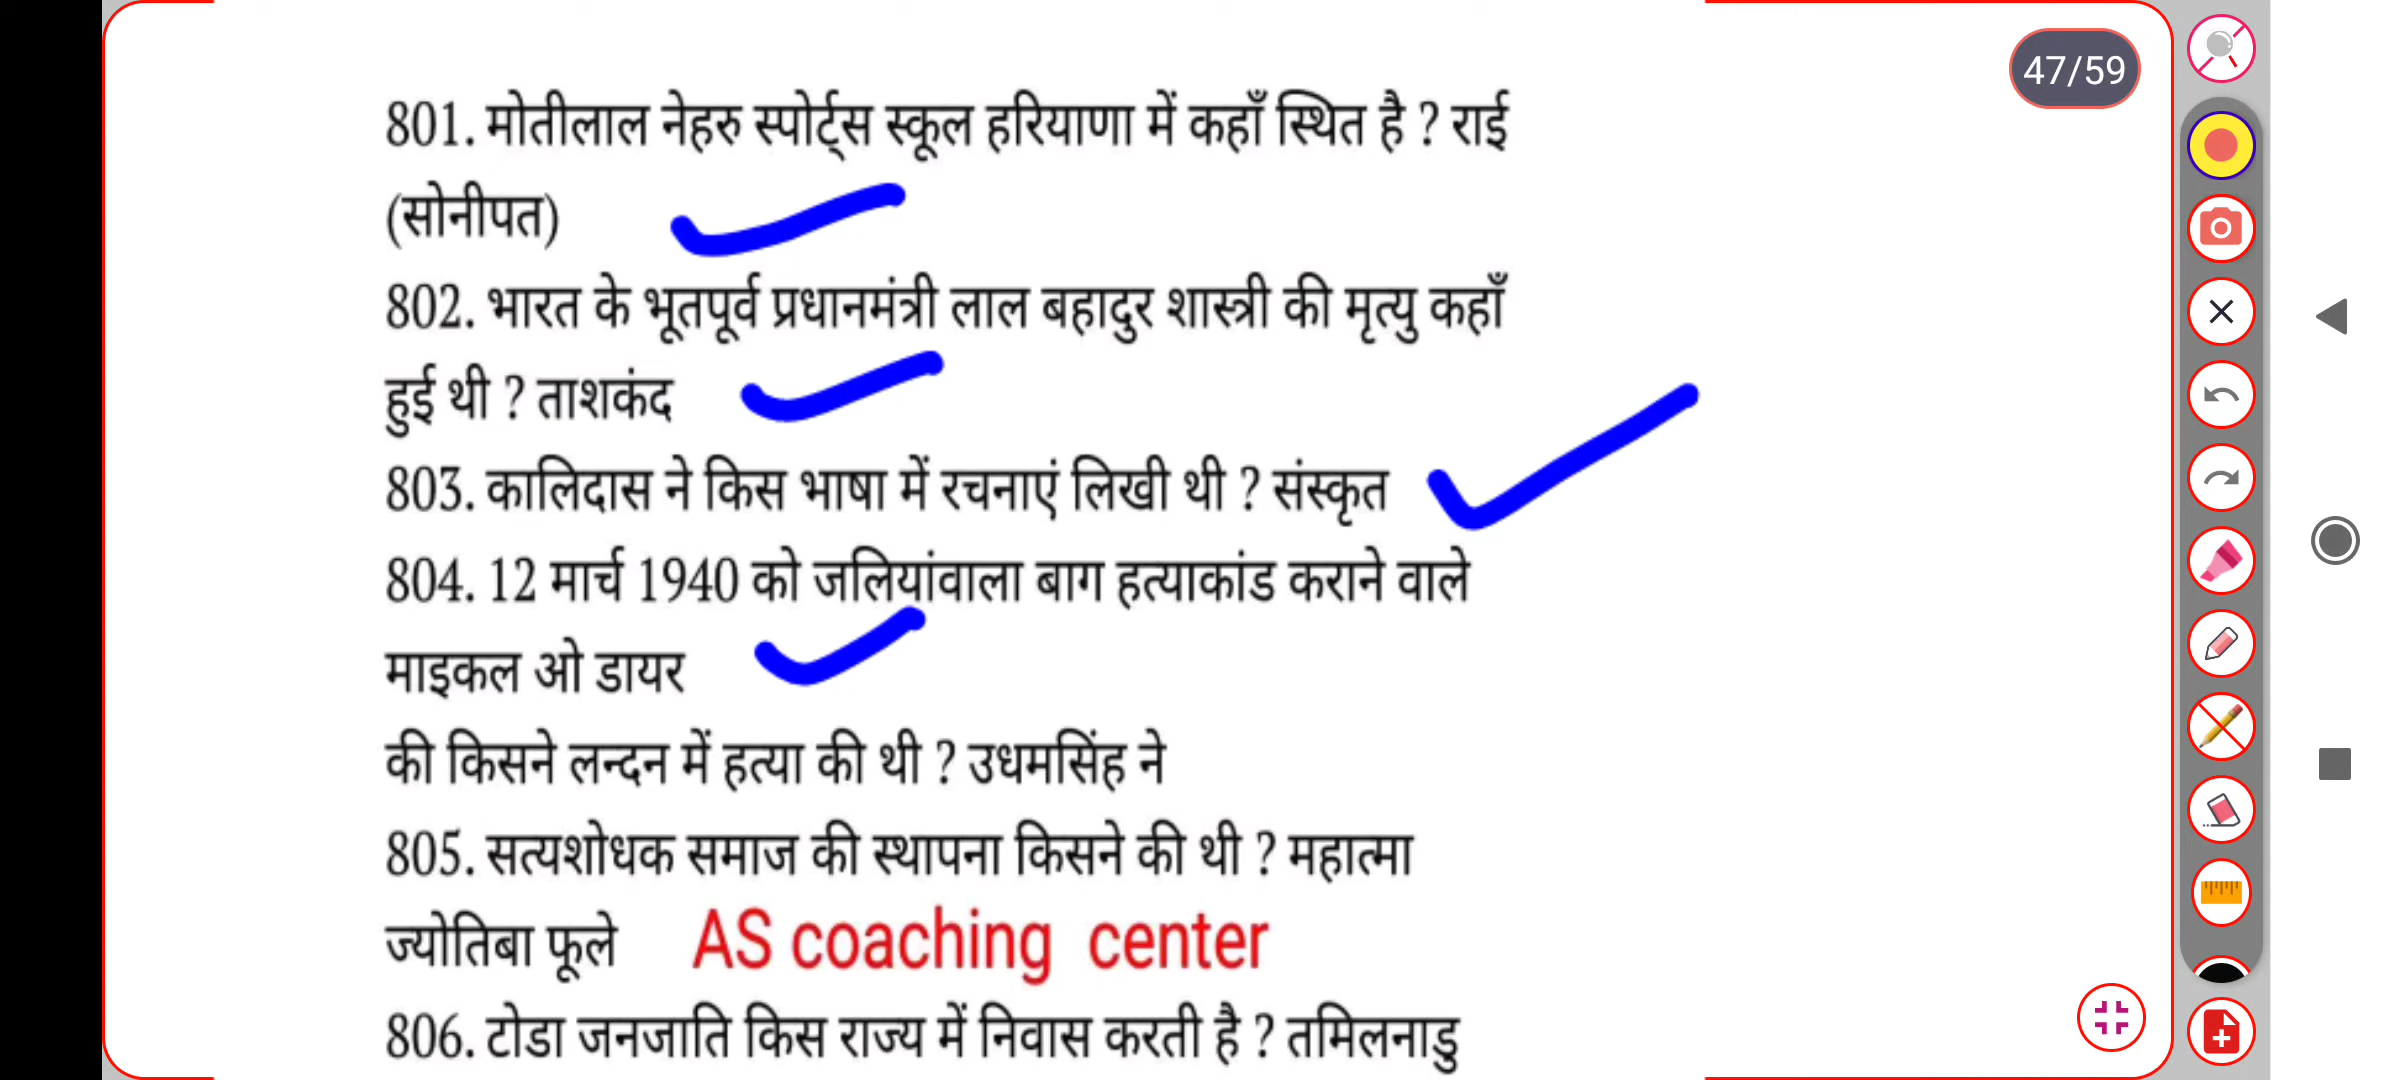 47/59
801. मोतीलाल नेहरु स्पोर्ट्स स्कूल हरियाणा में कहाँ स्थित है ? राई
(सोनीपत)
802. भारत के भूतपूर्व प्रधानमंत्री लाल बहादुर शास्त्री की मृत्यु कहाँ
हुई थी ? ताशकंद
803. कालिदास ने किस भाषा में रचनाएं लिखी थी ? संस्कृत
804. 12 मार्च 1940 को जलियांवाला बाग हत्याकांड कराने वाले
माइकल ओ डायर
की किसने लन्दन में हत्या की थी ? उधमसिंह ने
805. सत्यशोधक समाज की स्थापना किसने की थी ? महात्मा
ज्योतिबा फूले AS coaching center
806. टोडा जनजाति किस राज्य में निवास करती है ? तमिलनाडु